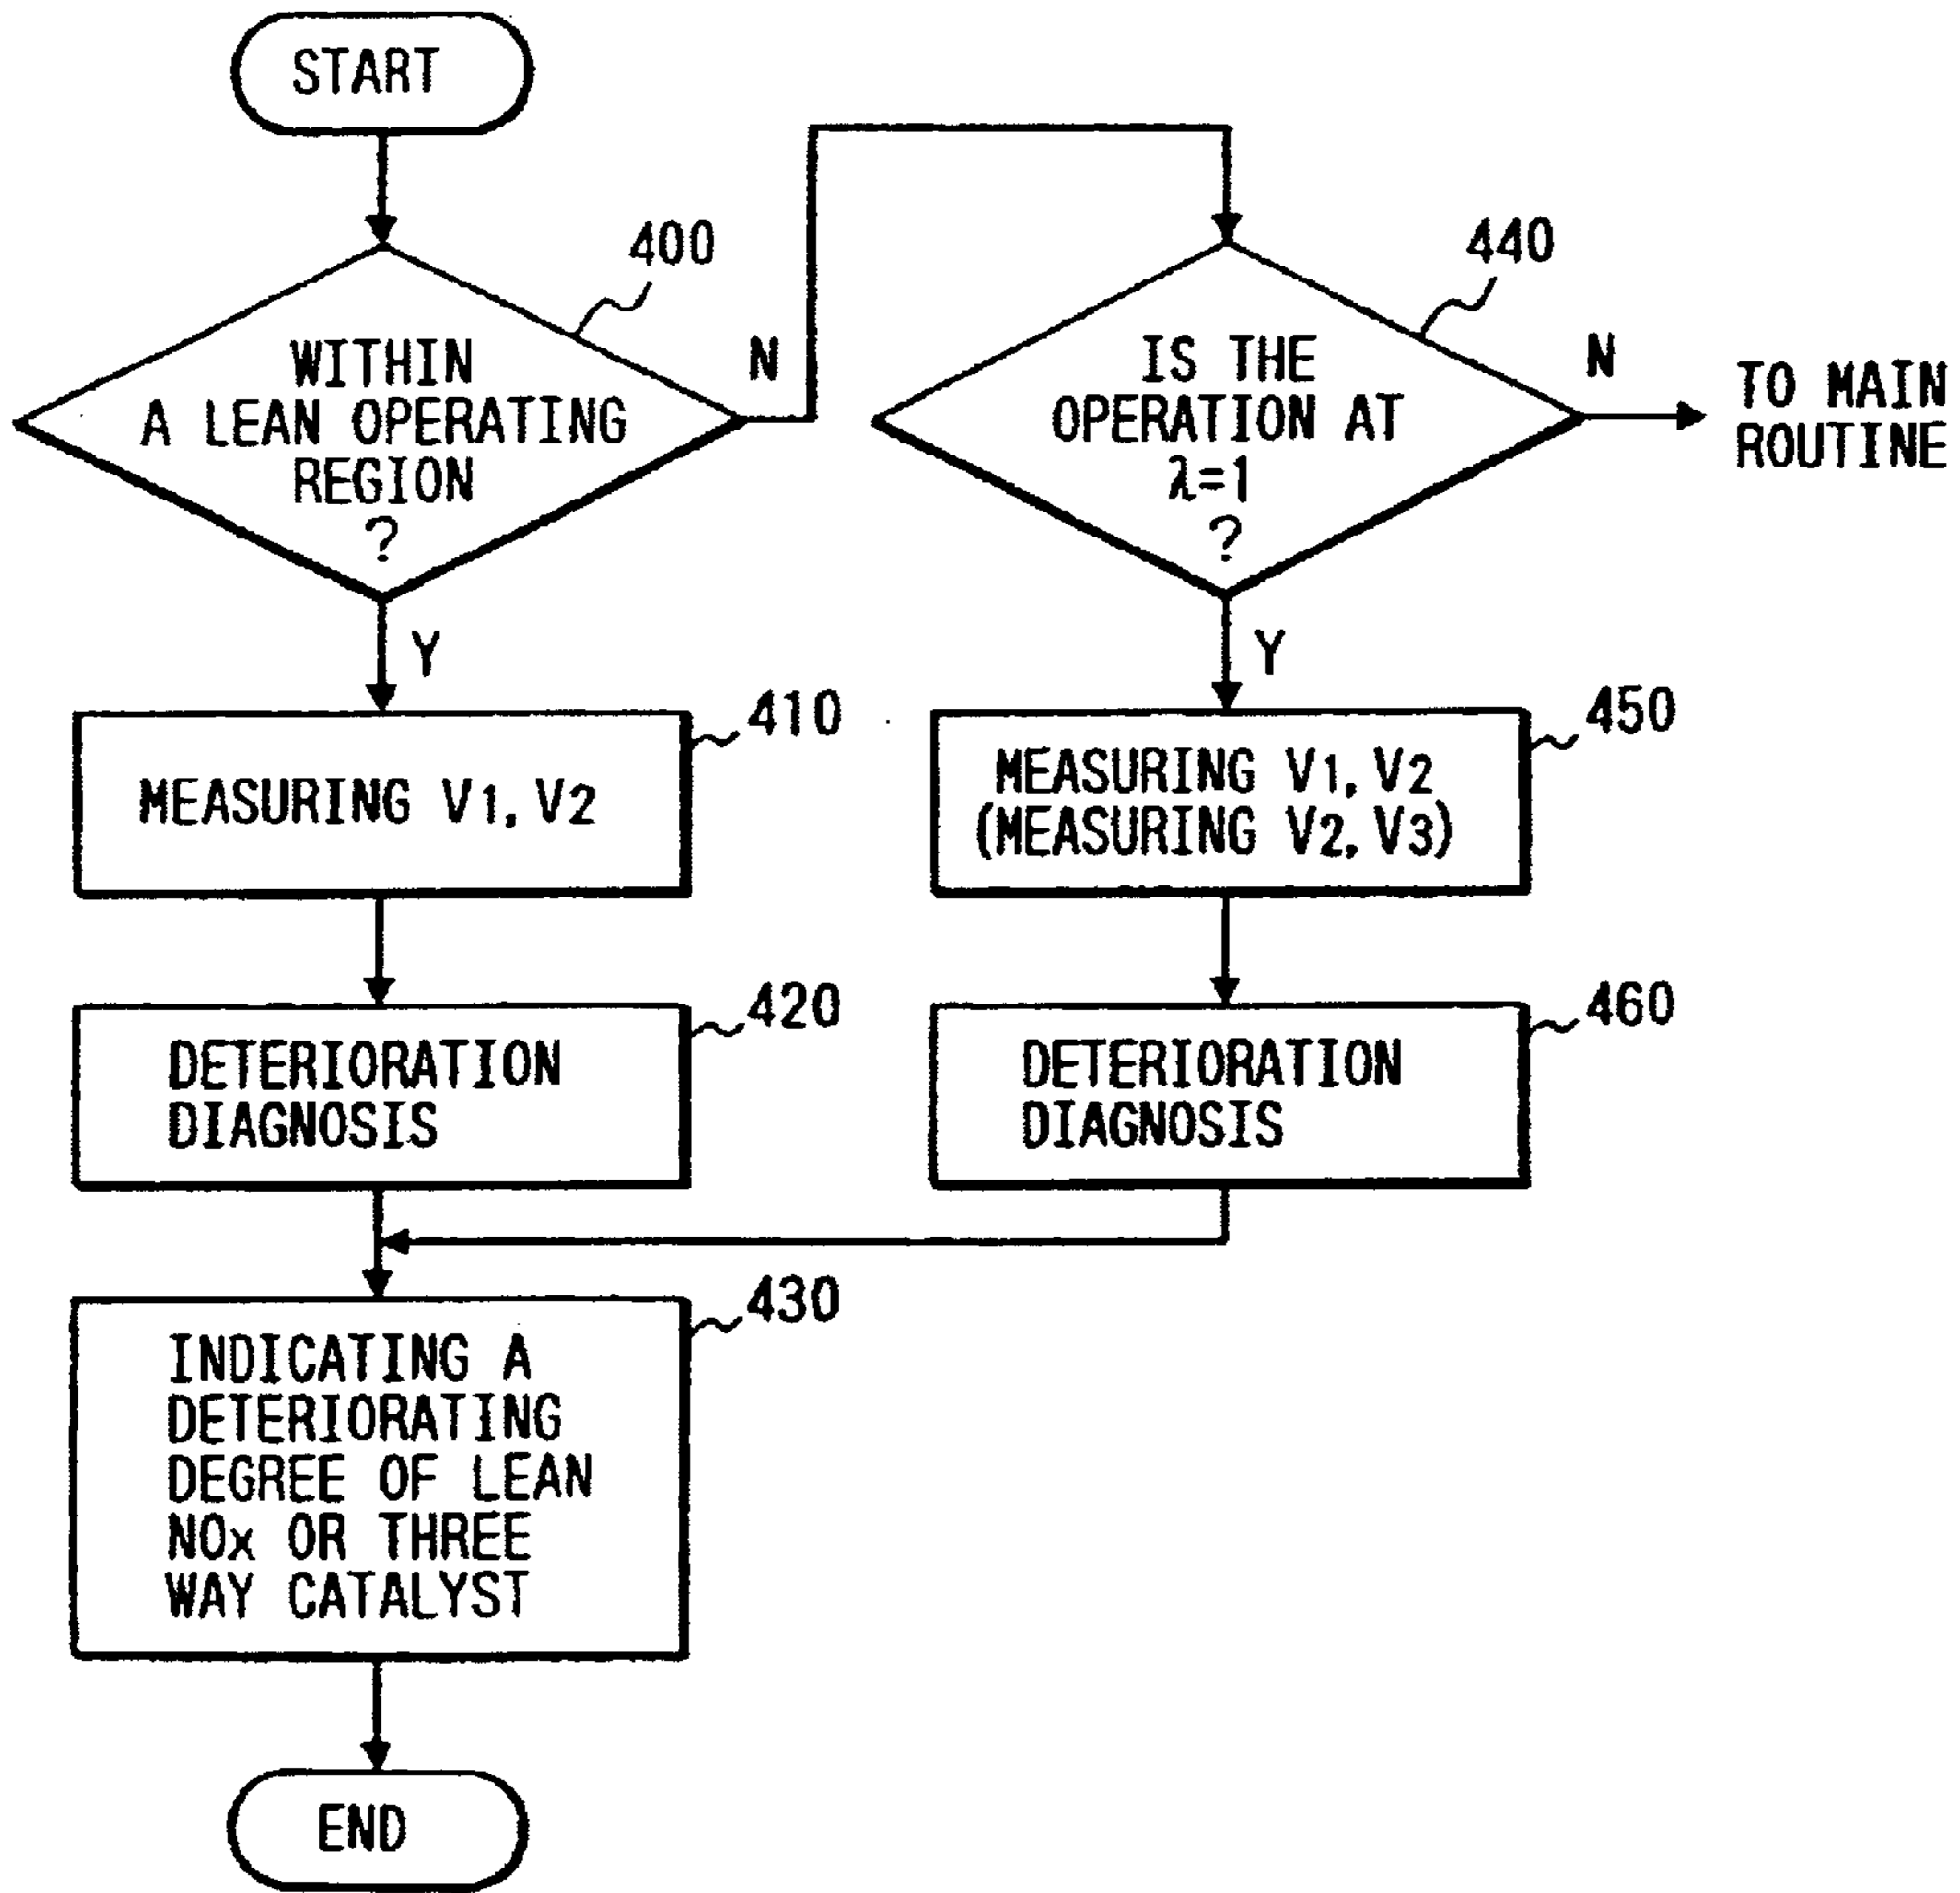 START
400
WITHIN
A LEAN OPERATING
REGION
?
N
Y
440
IS THE
OPERATION AT
λ=1
?
N
TO MAIN
ROUTINE
Y
410
MEASURING V1, V2
450
MEASURING V1, V2
(MEASURING V2, V3)
420
DETERIORATION
DIAGNOSIS
460
DETERIORATION
DIAGNOSIS
430
INDICATING A
DETERIORATING
DEGREE OF LEAN
NOx OR THREE
WAY CATALYST
END